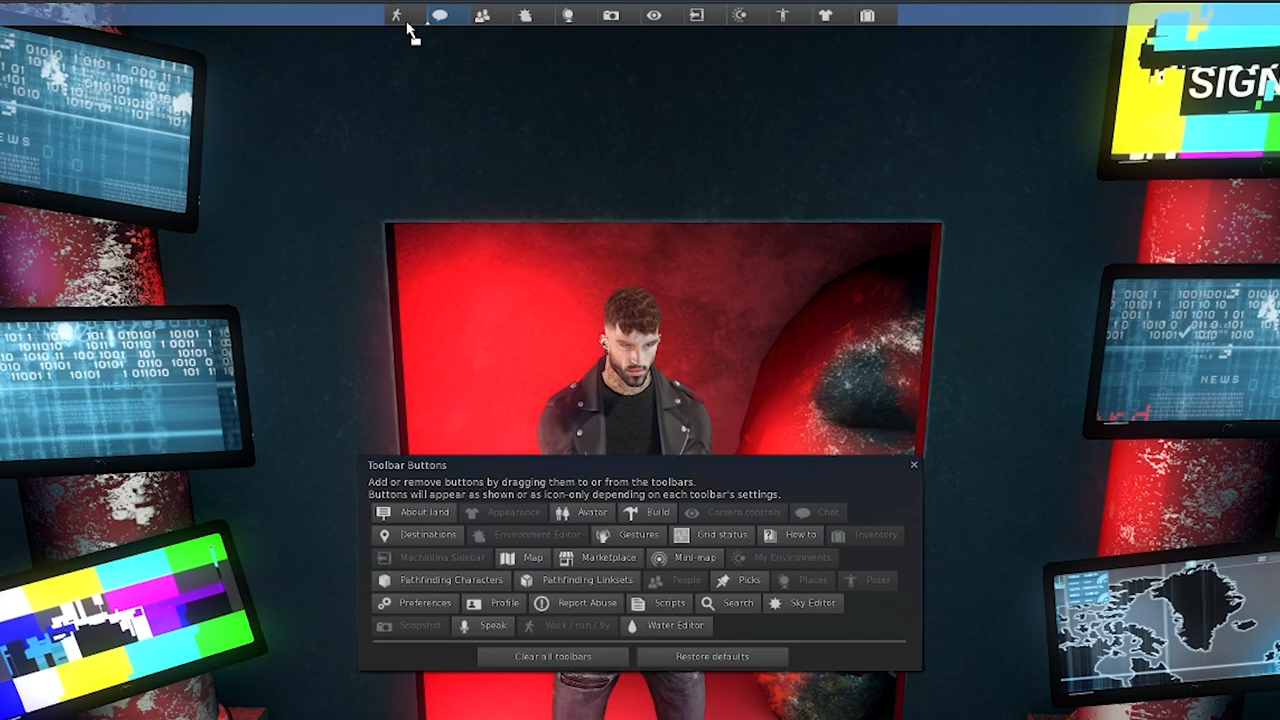 SIGN
NEWS
Toolbar Buttons
Add or remove buttons by dragging them to or from the toolbars.
Buttons will appear as shown or as icon-only depending on each toolbar's settings.
About land Appearance Avatar Build Camera controls Chat
Destinations Environment Editor Gestures Grid status How to Inventory
Machinima Sidebar Map Marketplace Mini-map My Environments
Pathfinding Characters Pathfinding Linksets People Picks Places Poser
Preferences Profile Report Abuse Scripts Search Sky Editor
Snapshot Speak Walk / run / fly Water Editor
Clear all toolbars Restore defaults